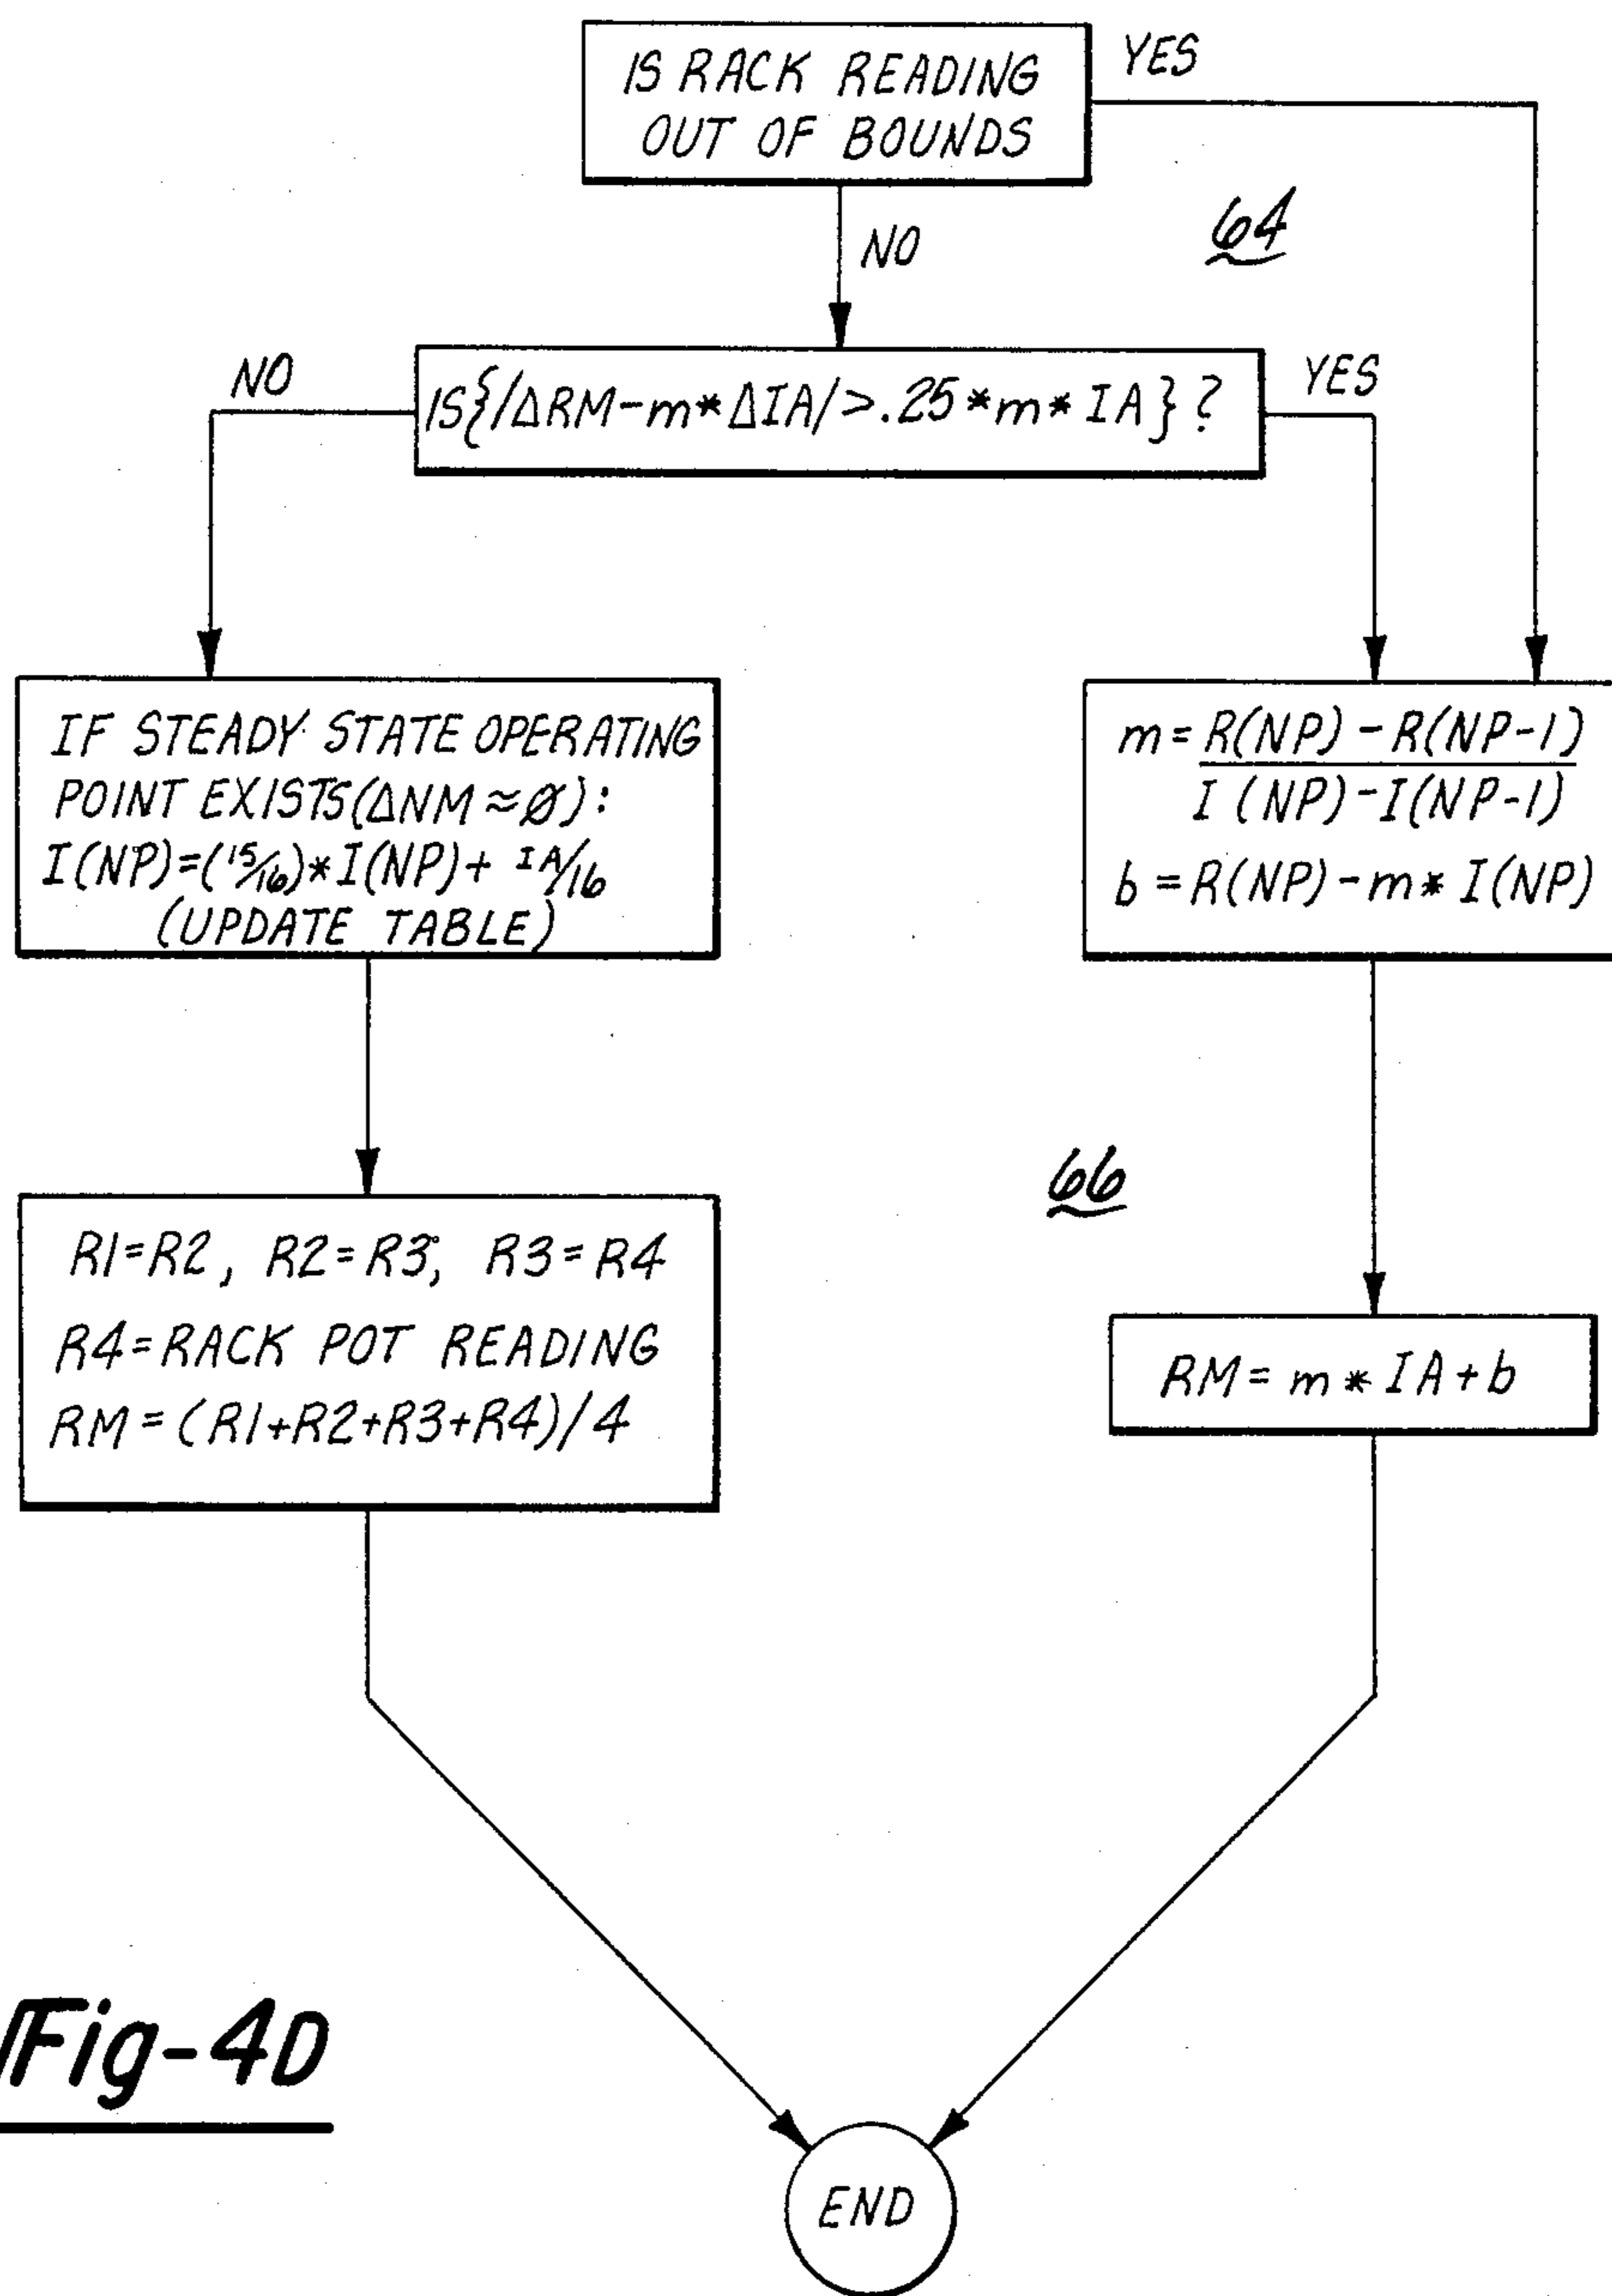 IS RACK READING
OUT OF BOUNDS
YES
NO
64
NO
IS{/ΔRM-m*ΔIA/>.25*m*IA}?
YES
IF STEADY STATE OPERATING
POINT EXISTS(ΔNM≈Ø):
I(NP)=(15/16)*I(NP)+ IA/16
(UPDATE TABLE)
m=R(NP)-R(NP-1)
I(NP)-I(NP-1)
b=R(NP)-m*I(NP)
R1=R2, R2=R3, R3=R4
R4=RACK POT READING
RM=(R1+R2+R3+R4)/4
66
RM=m*IA+b
Fig-4D
END